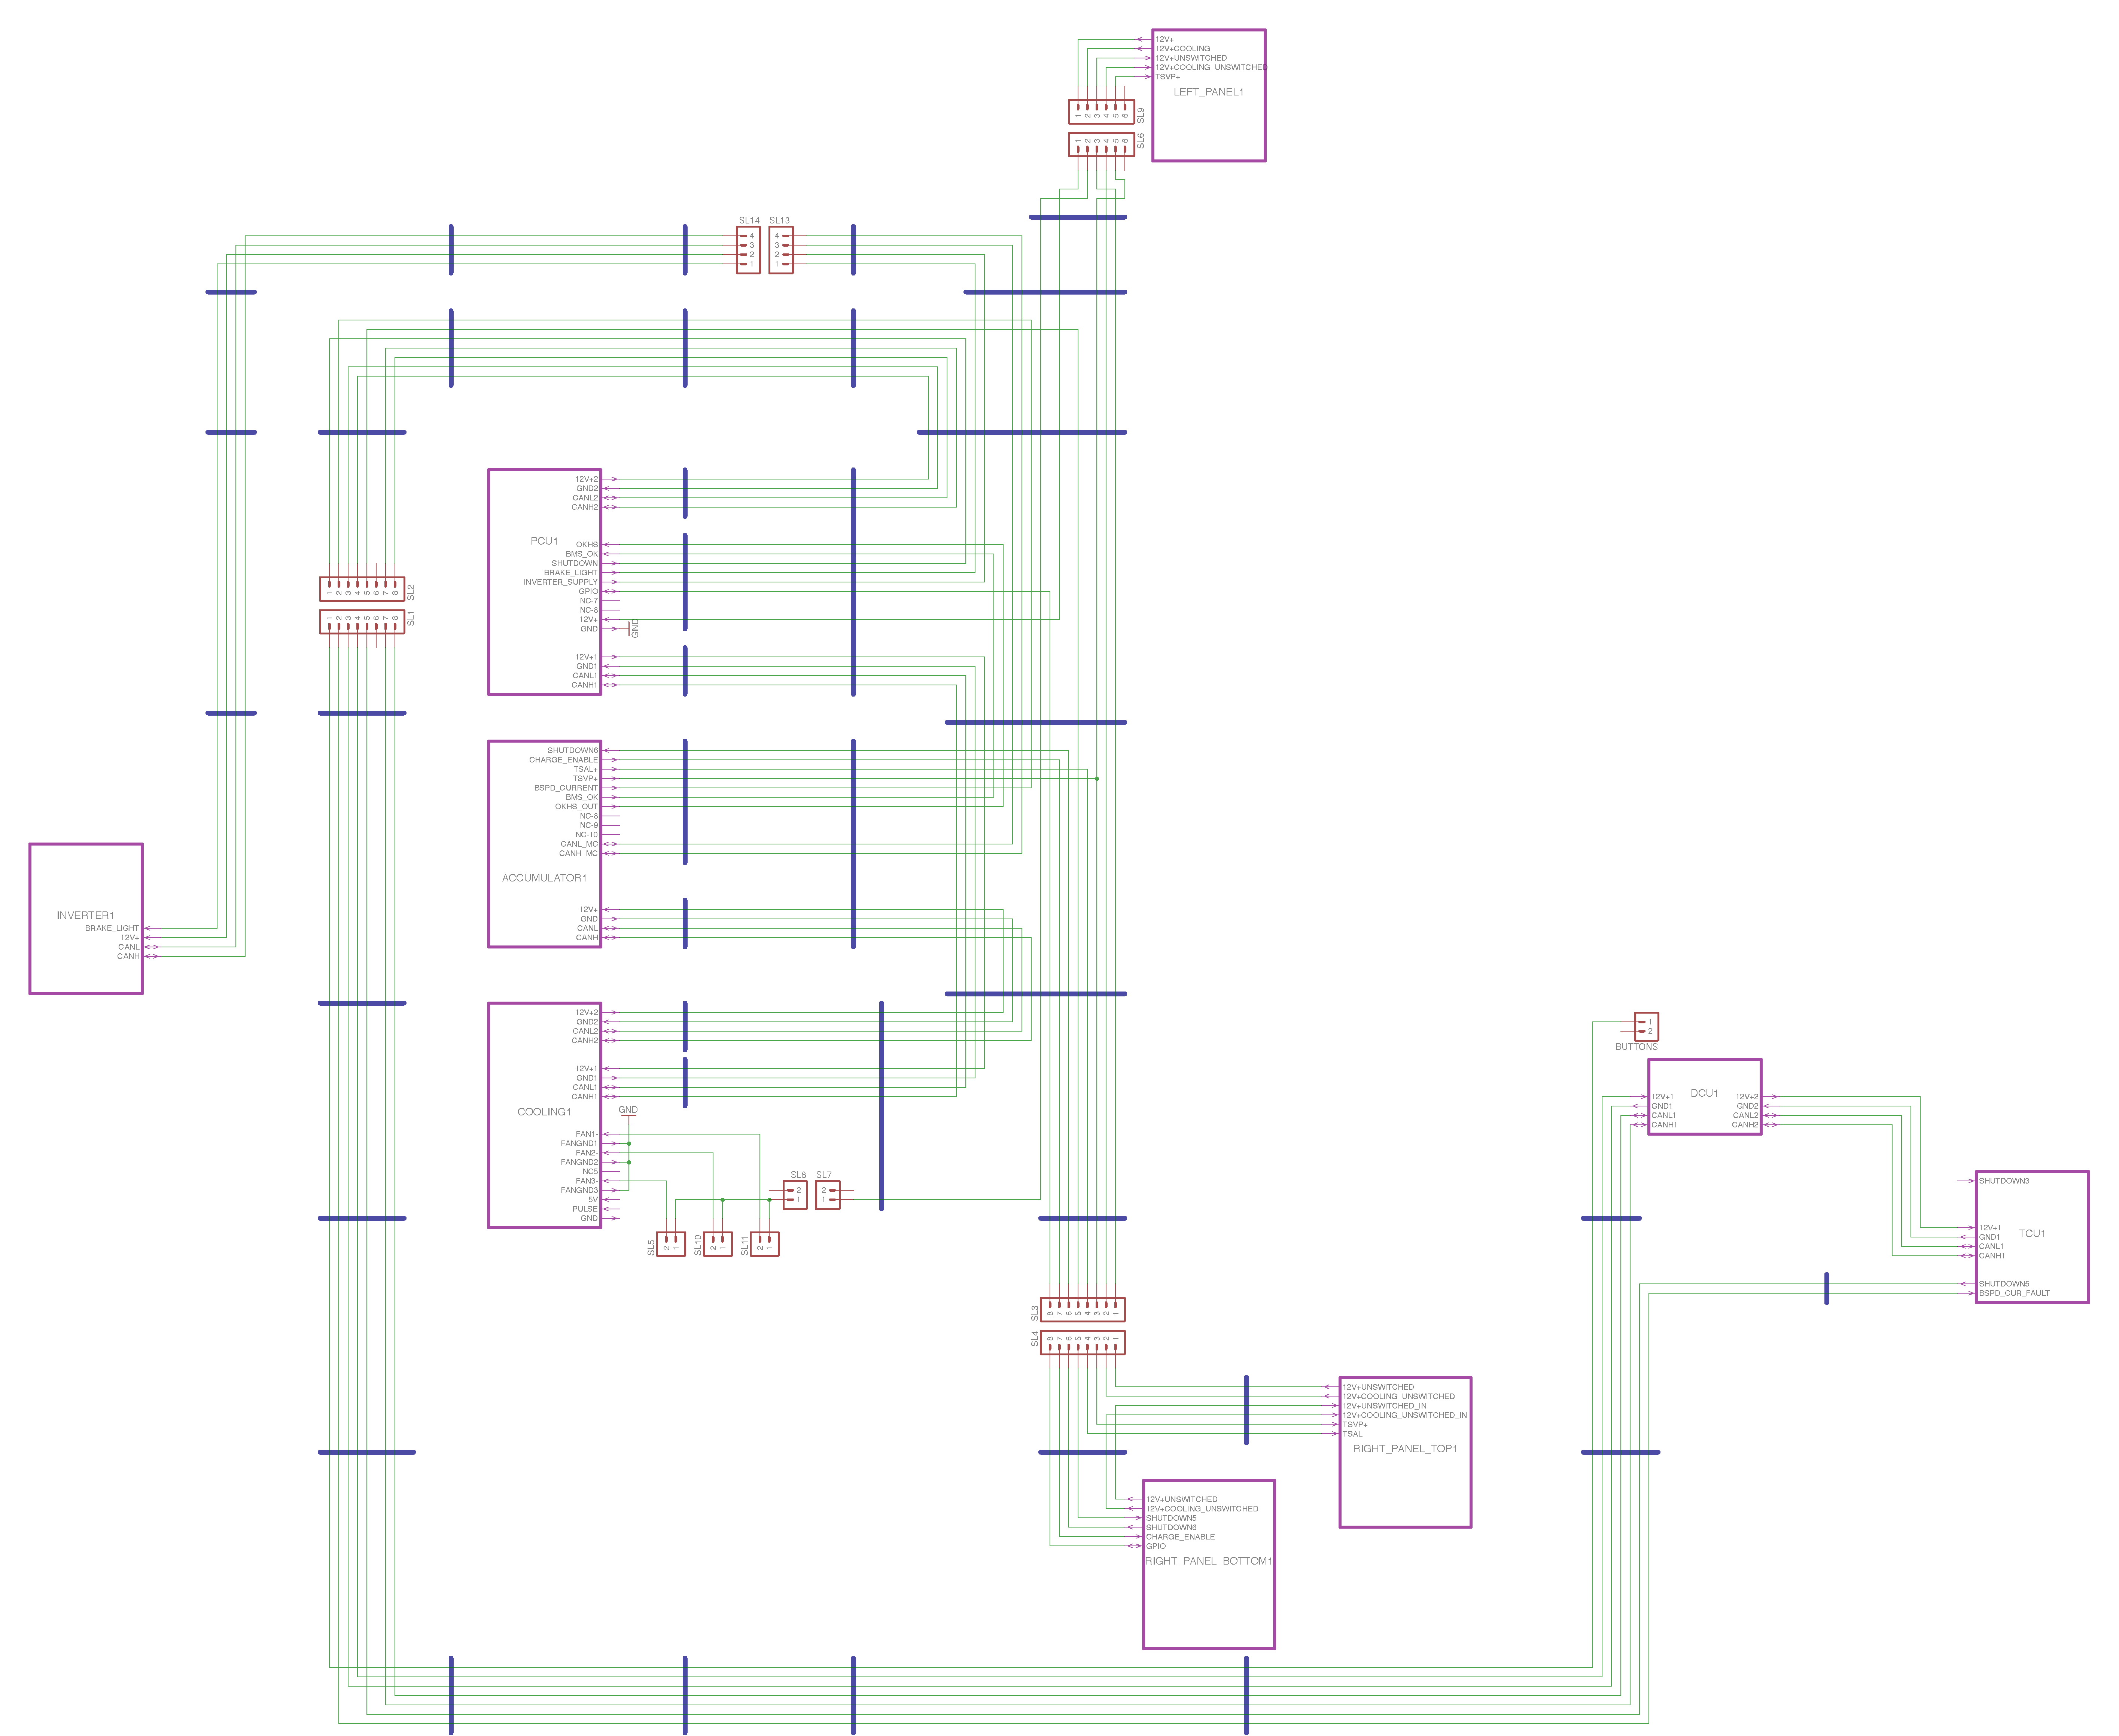 12V+
12V+COOLING
12V+UNSWITCHED
12V+COOLING_UNSWITCHED
TSVP+
LEFT_PANEL1
1 2 3 4 5 6
SL9
1 2 3 4 5 6
SL6
SL14 SL13
4 4
3 3
2 2
1 1
12V+2
GND2
CANL2
CANH2
PCU1
OKHS
BMS_OK
SHUTDOWN
BRAKE_LIGHT
INVERTER_SUPPLY
GPIO
NC-7
NC-8
12V+
GND
GND
12V+1
GND1
CANL1
CANH1
1 2 3 4 5 6 7 8
SL2
1 2 3 4 5 6 7 8
SL1
SHUTDOWN6
CHARGE_ENABLE
TSAL+
TSVP+
BSPD_CURRENT
BMS_OK
OKHS_OUT
NC-8
NC-9
NC-10
CANL_MC
CANH_MC
ACCUMULATOR1
12V+
GND
CANL
CANH
INVERTER1
BRAKE_LIGHT
12V+
CANL
CANH
12V+2
GND2
CANL2
CANH2
12V+1
GND1
CANL1
CANH1
COOLING1
GND
FAN1-
FANGND1
FAN2-
FANGND2
NC5
FAN3-
FANGND3
5V
PULSE
GND
SL8 SL7
2 2
1 1
SL5
2 1
SL10
2 1
SL11
2 1
1
2
BUTTONS
DCU1
12V+1 12V+2
GND1 GND2
CANL1 CANL2
CANH1 CANH2
SHUTDOWN3
12V+1
GND1
CANL1
CANH1
TCU1
SHUTDOWN5
BSPD_CUR_FAULT
SL3
8 7 6 5 4 3 2 1
SL4
8 7 6 5 4 3 2 1
12V+UNSWITCHED
12V+COOLING_UNSWITCHED
12V+UNSWITCHED_IN
12V+COOLING_UNSWITCHED_IN
TSVP+
TSAL
RIGHT_PANEL_TOP1
12V+UNSWITCHED
12V+COOLING_UNSWITCHED
SHUTDOWN5
SHUTDOWN6
CHARGE_ENABLE
GPIO
RIGHT_PANEL_BOTTOM1